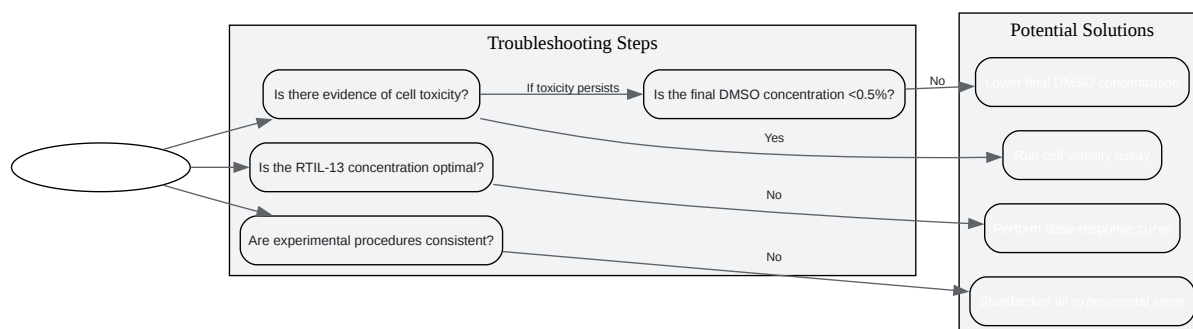 Troubleshooting Steps
Potential Solutions
Is there evidence of cell toxicity?
If toxicity persists
Is the final DMSO concentration <0.5%?
No
Lower final DMSO concentration
Yes
Run cell viability assay
Is the RTIL-13 concentration optimal?
No
Perform dose-response curve
Are experimental procedures consistent?
No
Standardize all experimental steps